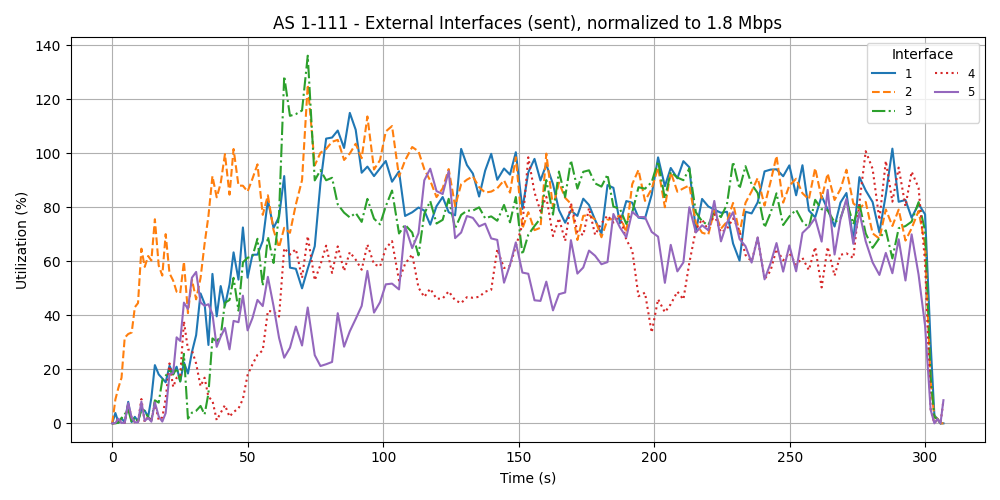 AS 1-111 - External Interfaces (sent), normalized to 1.8 Mbps
Utilization (%)
140
120
100
80
60
40
20
0
0 50 100 150 200 250 300
Time (s)
Interface
1 4
2 5
3